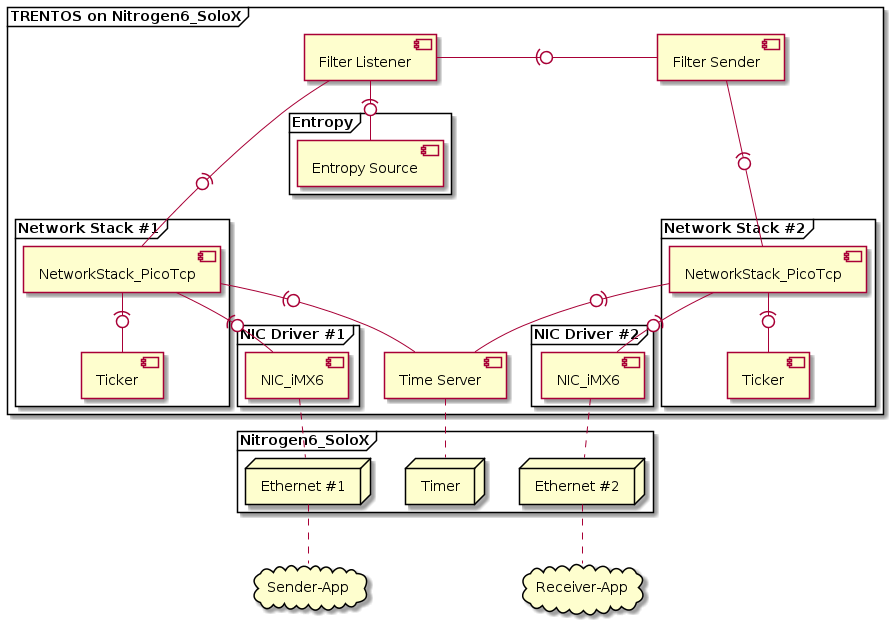 TRENTOS on Nitrogen6_SoloX
Filter Listener
Filter Sender
Entropy
Entropy Source
Network Stack #1
Network Stack #2
NetworkStack_PicoTcp
NetworkStack_PicoTcp
NIC Driver #1
NIC Driver #2
Ticker
NIC_iMX6
Time Server
NIC_iMX6
Ticker
Nitrogen6_SoloX
Ethernet #1
Timer
Ethernet #2
Sender-App
Receiver-App